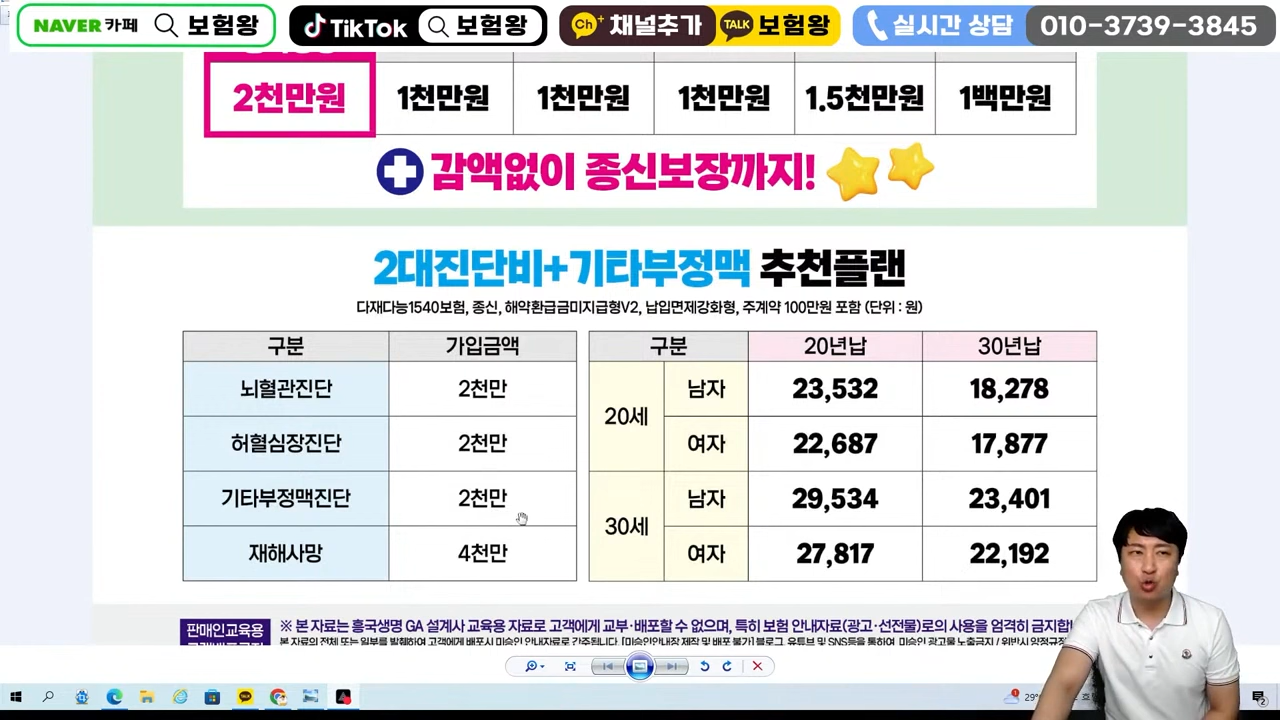 NAVER 카페 보험왕
TikTok 보험왕
Ch+ 채널추가 TALK 보험왕
실시간 상담 010-3739-3845
2천만원 1천만원 1천만원 1천만원 1.5천만원 1백만원
감액없이 종신보장까지!
2대진단비+기타부정맥 추천플랜
다재다능1540보험, 종신, 해약환급금미지급형V2, 납입면제강화형, 주계약 100만원 포함 (단위 : 원)
구분 가입금액
뇌혈관진단 2천만
허혈심장진단 2천만
기타부정맥진단 2천만
재해사망 4천만
구분 20년납 30년납
20세 남자 23,532 18,278
여자 22,687 17,877
30세 남자 29,534 23,401
여자 27,817 22,192
판매인교육용
※ 본 자료는 흥국생명 GA 설계사 교육용 자료로 고객에게 교부·배포할 수 없으며, 특히 보험 안내자료(광고·선전물)로의 사용을 엄격히 금지합
29°